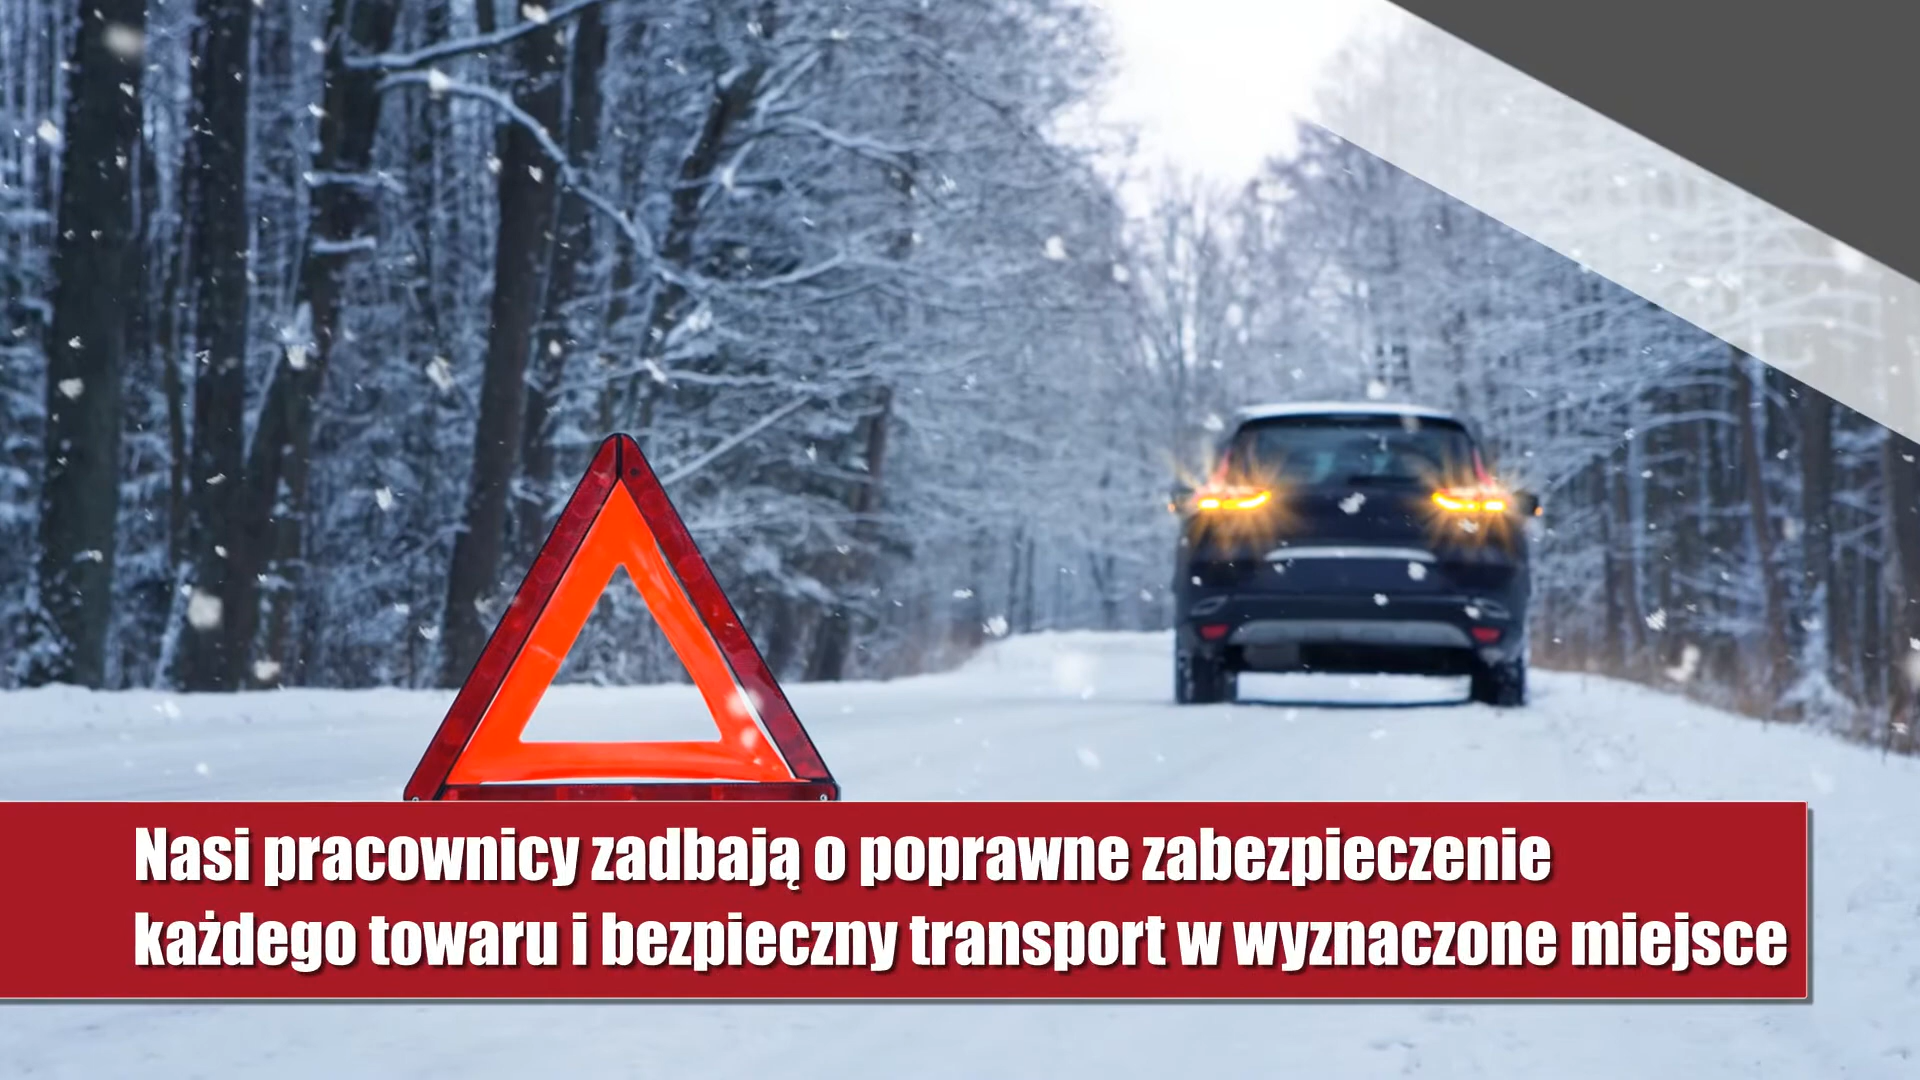 Nasi pracownicy zadbają o poprawne zabezpieczenie
każdego towaru i bezpieczny transport w wyznaczone miejsce